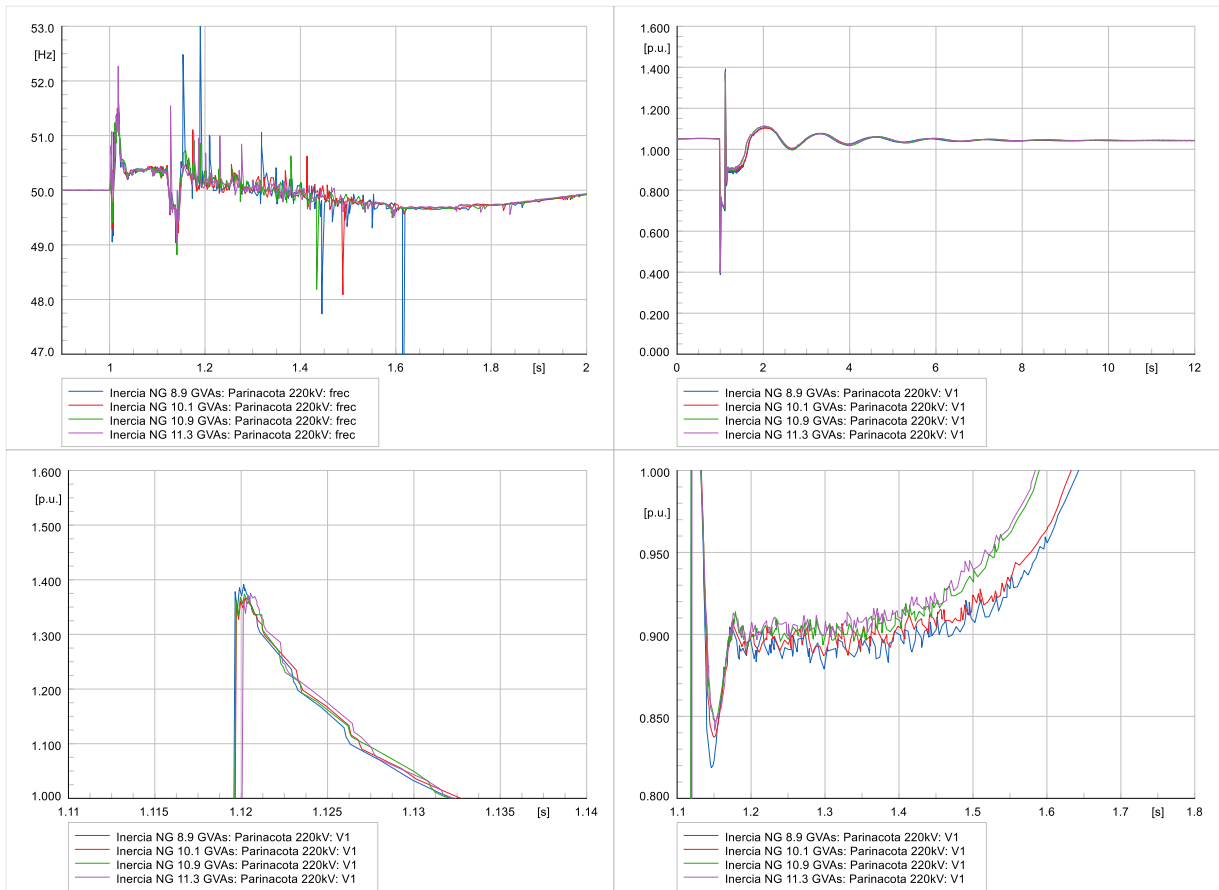 53.0
[Hz]
52.0
51.0
50.0
49.0
48.0
47.0
1 1.2 1.4 1.6 [s] 2
Inercia NG 8.9 GVAs: Parinacota 220kV: frec
Inercia NG 10.1 GVAs: Parinacota 220kV: frec
Inercia NG 10.9 GVAs: Parinacota 220kV: frec
Inercia NG 11.3 GVAs: Parinacota 220kV: frec
1.600
[p.u.]
1.400
1.200
1.000
0.800
0.600
0.400
0.200
0.000
0 2 4 6 8 10 [s] 12
Inercia NG 8.9 GVAs: Parinacota 220kV: V1
Inercia NG 10.1 GVAs: Parinacota 220kV: V1
Inercia NG 10.9 GVAs: Parinacota 220kV: V1
Inercia NG 11.3 GVAs: Parinacota 220kV: V1
1.600
[p.u.]
1.500
1.400
1.300
1.200
1.100
1.000
1.11 1.115 1.12 1.125 1.13 1.135 [s] 1.14
Inercia NG 8.9 GVAs: Parinacota 220kV: V1
Inercia NG 10.1 GVAs: Parinacota 220kV: V1
Inercia NG 10.9 GVAs: Parinacota 220kV: V1
Inercia NG 11.3 GVAs: Parinacota 220kV: V1
1.000
[p.u.]
0.950
0.900
0.850
0.800
1.1 1.2 1.3 1.4 1.5 1.6 1.7 [s] 1.8
Inercia NG 8.9 GVAs: Parinacota 220kV: V1
Inercia NG 10.1 GVAs: Parinacota 220kV: V1
Inercia NG 10.9 GVAs: Parinacota 220kV: V1
Inercia NG 11.3 GVAs: Parinacota 220kV: V1